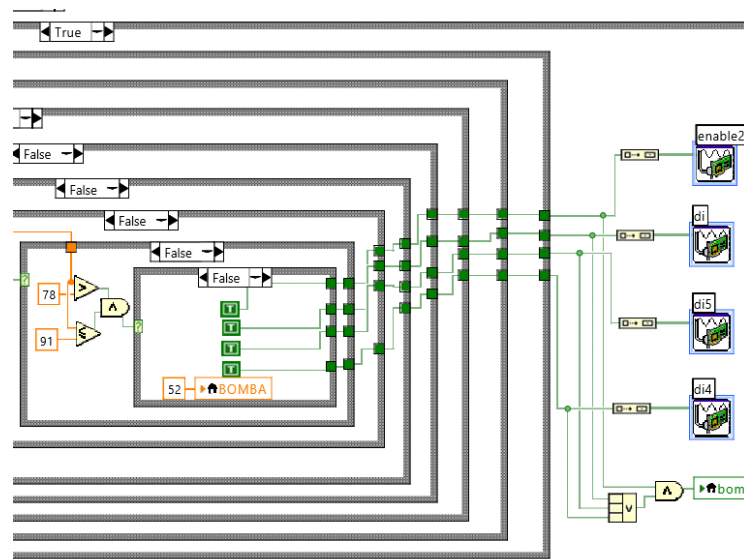 True
enable2
False
False
di
False
False
False
78
T
di5
T
91
T
T
52 BOMBA
di4
bom